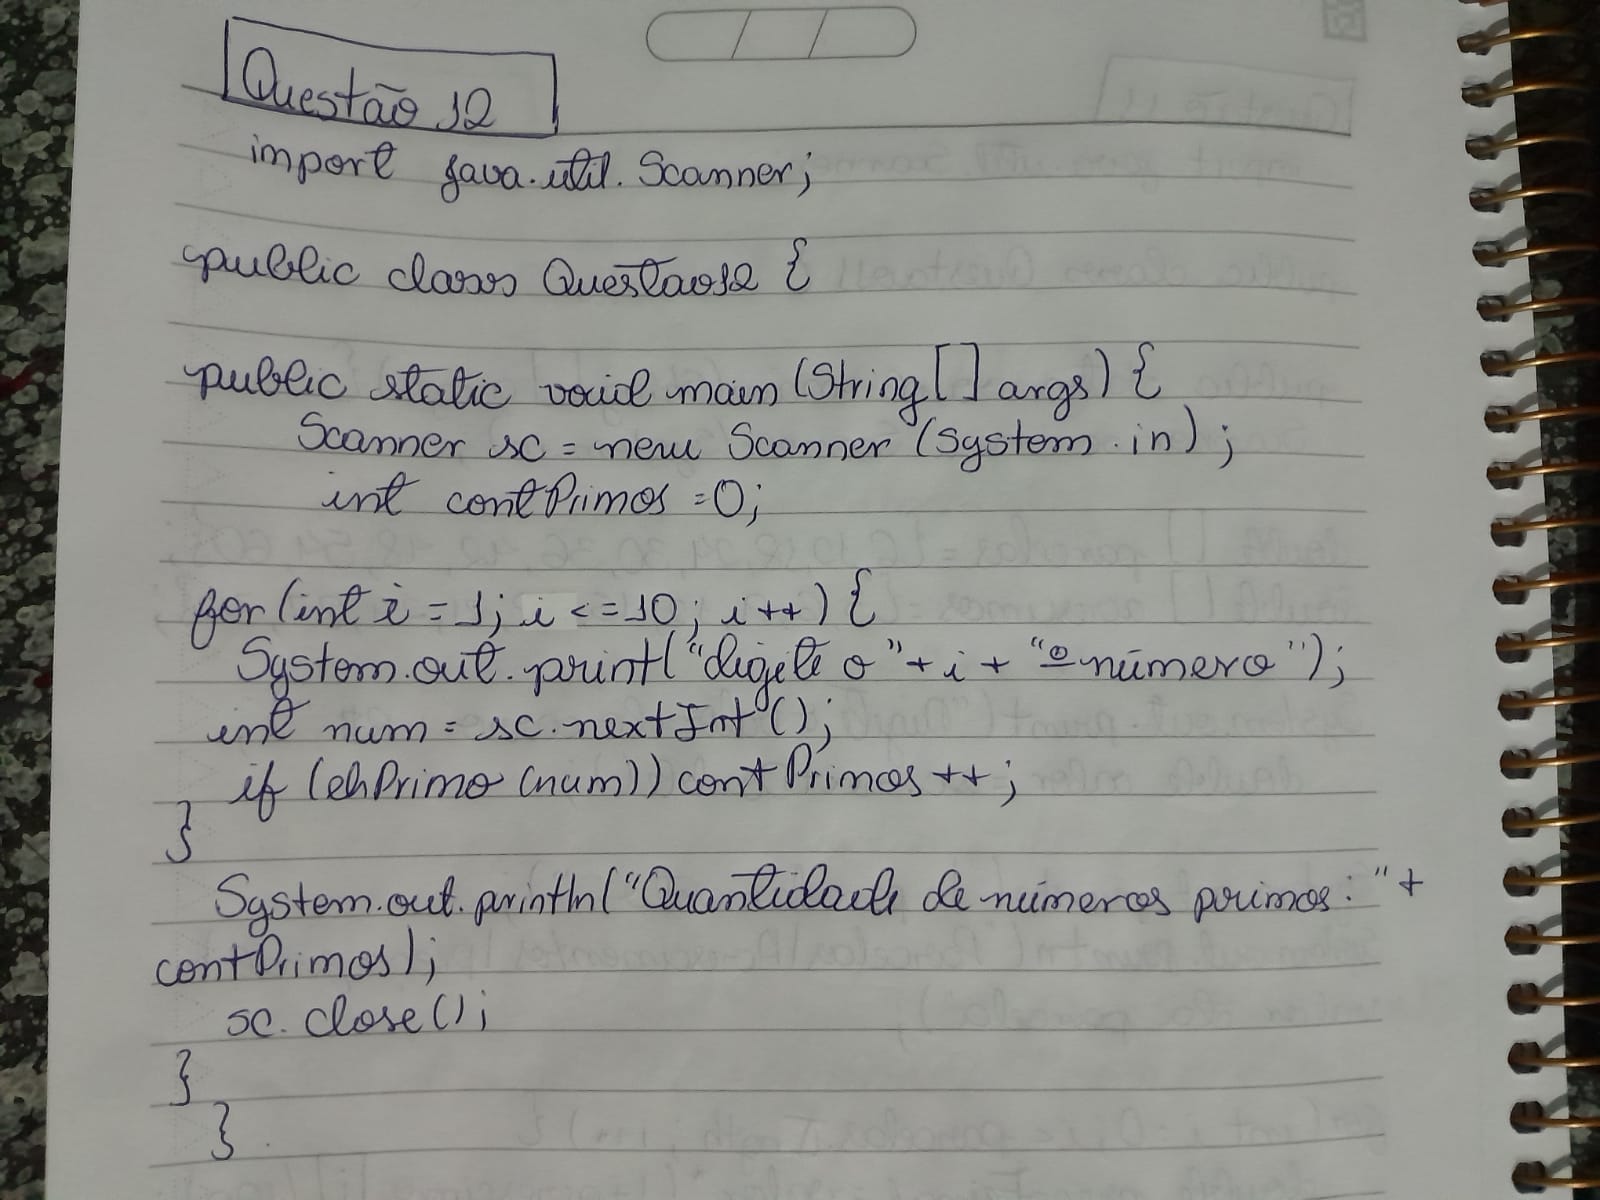 Questão 12
import java.util.Scanner;
public class Questao12 {
public static void main (String[] args) {
Scanner sc = new Scanner (System.in);
int contPrimos =0;
for (int i = 1; i <= 10; i++) {
System.out.print("digite o "+ i + "º número");
int num = sc.nextInt();
if (ehPrimo (num)) contPrimos ++;
}
System.out.println("Quantidade de números primos: "+
contPrimos);
sc. close();
}
}